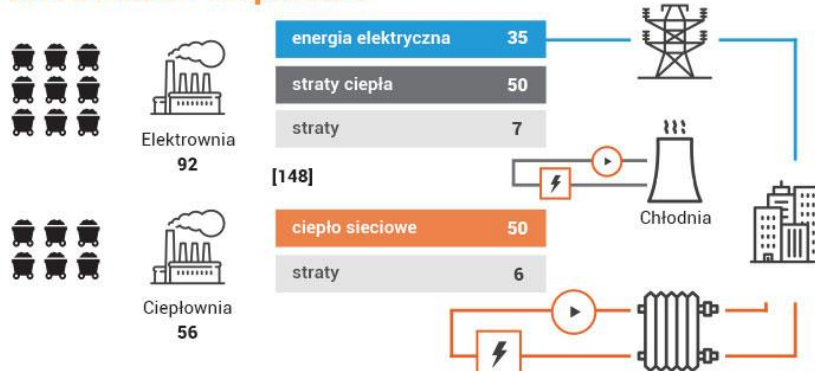 energia elektryczna 35
straty ciepła 50
straty 7
Elektrownia
92
[148]
Chłodnia
ciepło sieciowe 50
straty 6
Ciepłownia
56